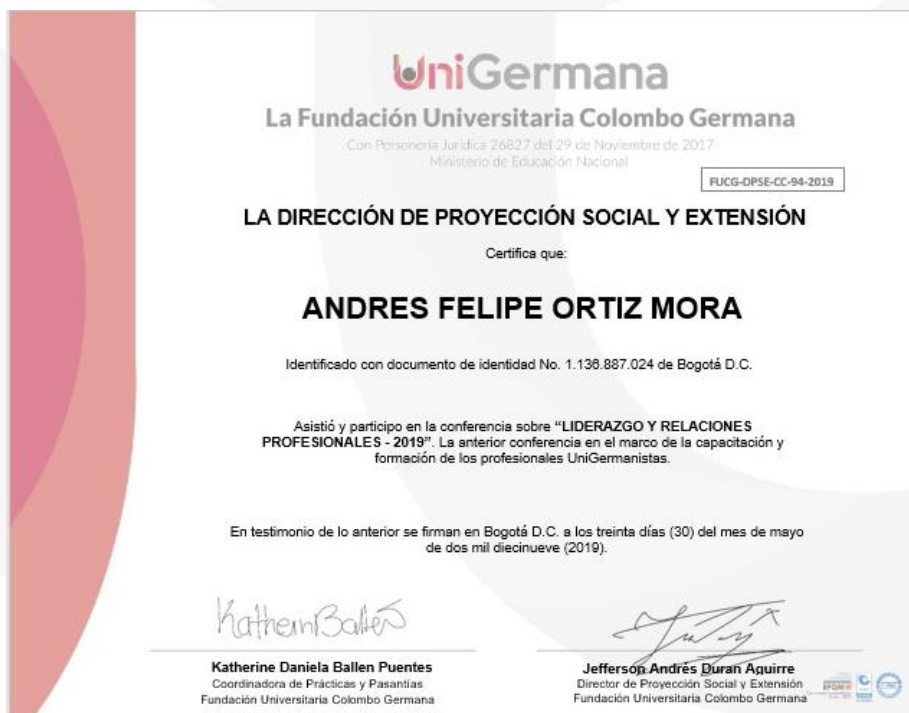 UniGermana
La Fundación Universitaria Colombo Germana
Con Personería Jurídica 26827 del 29 de Noviembre de 2017
Ministerio de Educación Nacional
FUCG-DPSE-CC-94-2019
LA DIRECCIÓN DE PROYECCIÓN SOCIAL Y EXTENSIÓN
Certifica que:
ANDRES FELIPE ORTIZ MORA
Identificado con documento de identidad No. 1.136.887.024 de Bogotá D.C.
Asistió y participo en la conferencia sobre “LIDERAZGO Y RELACIONES
PROFESIONALES - 2019”. La anterior conferencia en el marco de la capacitación y
formación de los profesionales UniGermanistas.
En testimonio de lo anterior se firman en Bogotá D.C. a los treinta días (30) del mes de mayo
de dos mil diecinueve (2019).
Katherine Daniela Ballen Puentes
Coordinadora de Prácticas y Pasantías
Fundación Universitaria Colombo Germana
Jefferson Andrés Duran Aguirre
Director de Proyección Social y Extensión
Fundación Universitaria Colombo Germana
EFQM